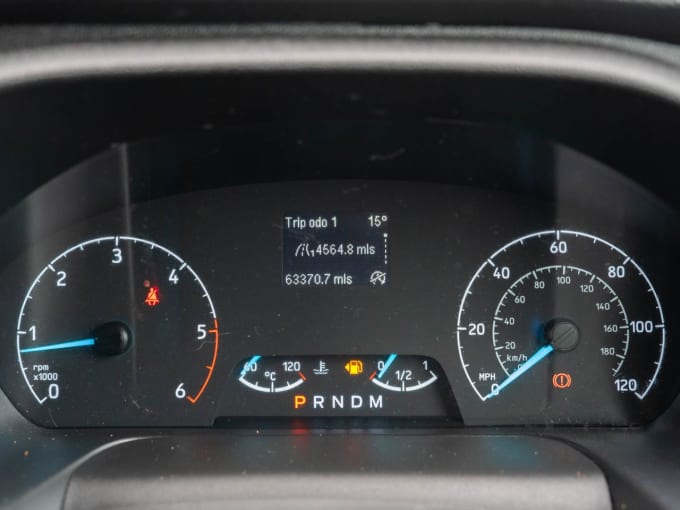 Trip odo 1 15°
4564.8 mls
63370.7 mls
0 1 2 3 4 5 6
rpm
x1000
60 120
°C
0 1/2 1
P R N D M
0 20 40 60 80 100 120
MPH
20 40 60 80 100 120 140 160 180
km/h